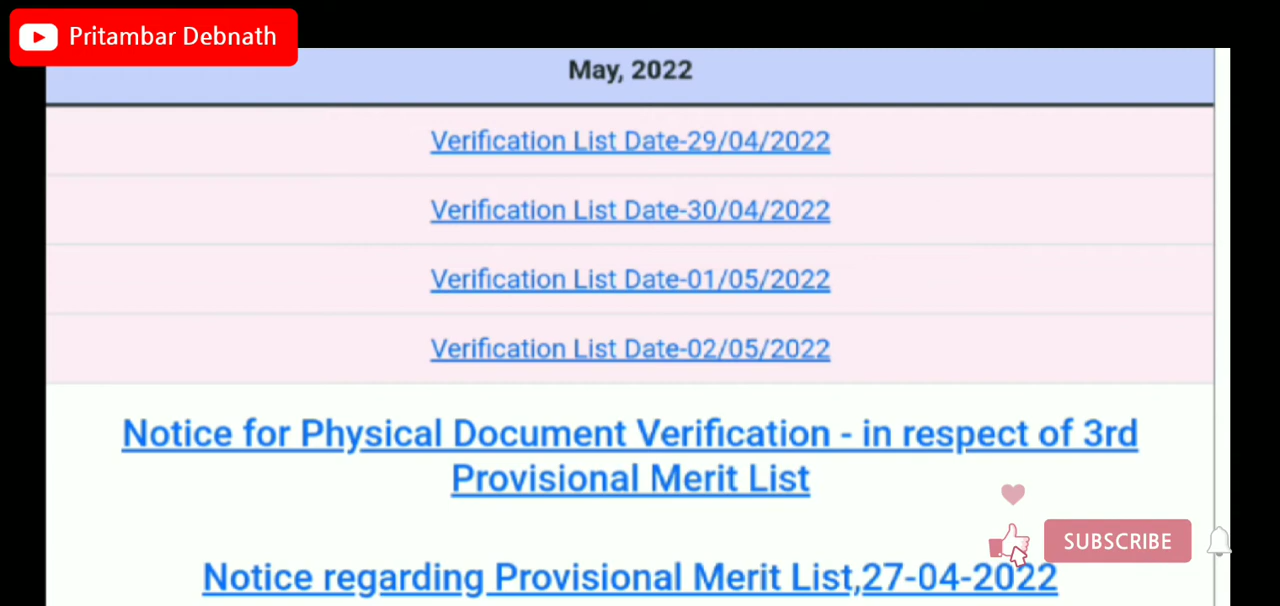 Pritambar Debnath
May, 2022
Verification List Date-29/04/2022
Verification List Date-30/04/2022
Verification List Date-01/05/2022
Verification List Date-02/05/2022
Notice for Physical Document Verification - in respect of 3rd
Provisional Merit List
SUBSCRIBE
Notice regarding Provisional Merit List,27-04-2022